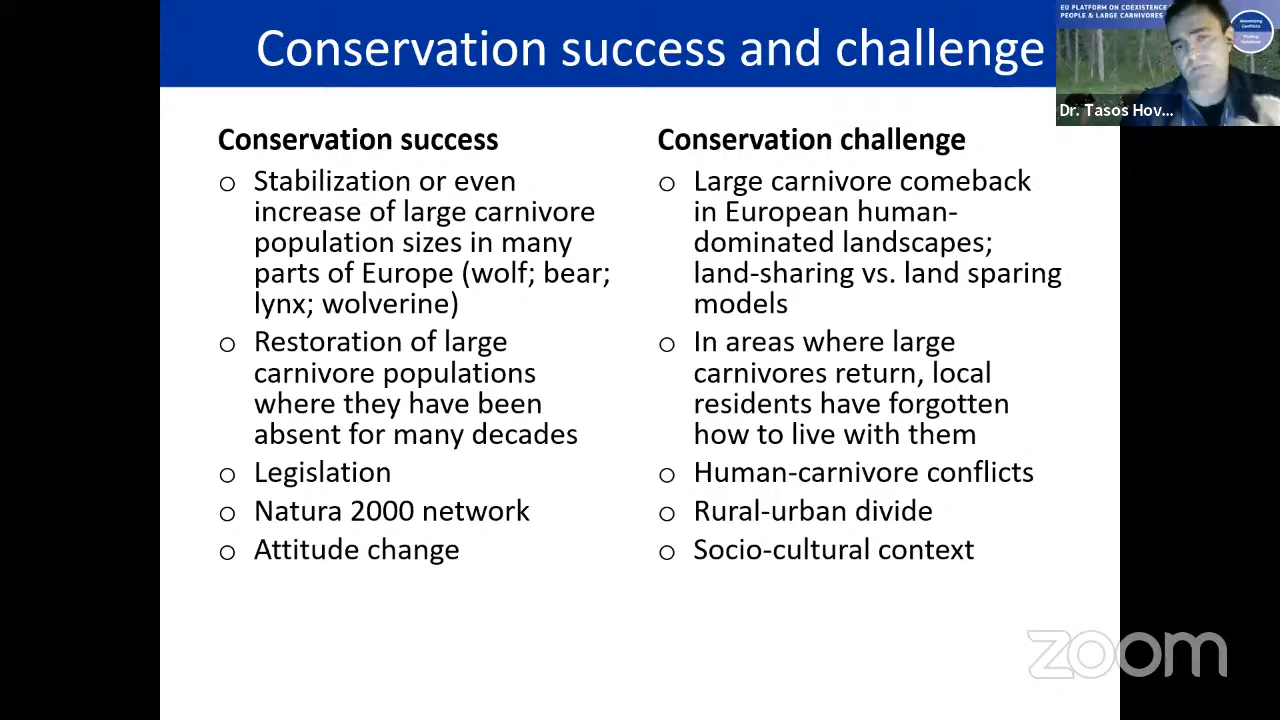 Conservation success and challenge
EU PLATFORM ON COEXISTENCE
PEOPLE & LARGE CARNIVORES
Minimizing
Conflicts
Finding
Solutions
Dr. Tasos Hov...
Conservation success
○ Stabilization or even
increase of large carnivore
population sizes in many
parts of Europe (wolf; bear;
lynx; wolverine)
○ Restoration of large
carnivore populations
where they have been
absent for many decades
○ Legislation
○ Natura 2000 network
○ Attitude change
Conservation challenge
○ Large carnivore comeback
in European human-
dominated landscapes;
land-sharing vs. land sparing
models
○ In areas where large
carnivores return, local
residents have forgotten
how to live with them
○ Human-carnivore conflicts
○ Rural-urban divide
○ Socio-cultural context
zoom